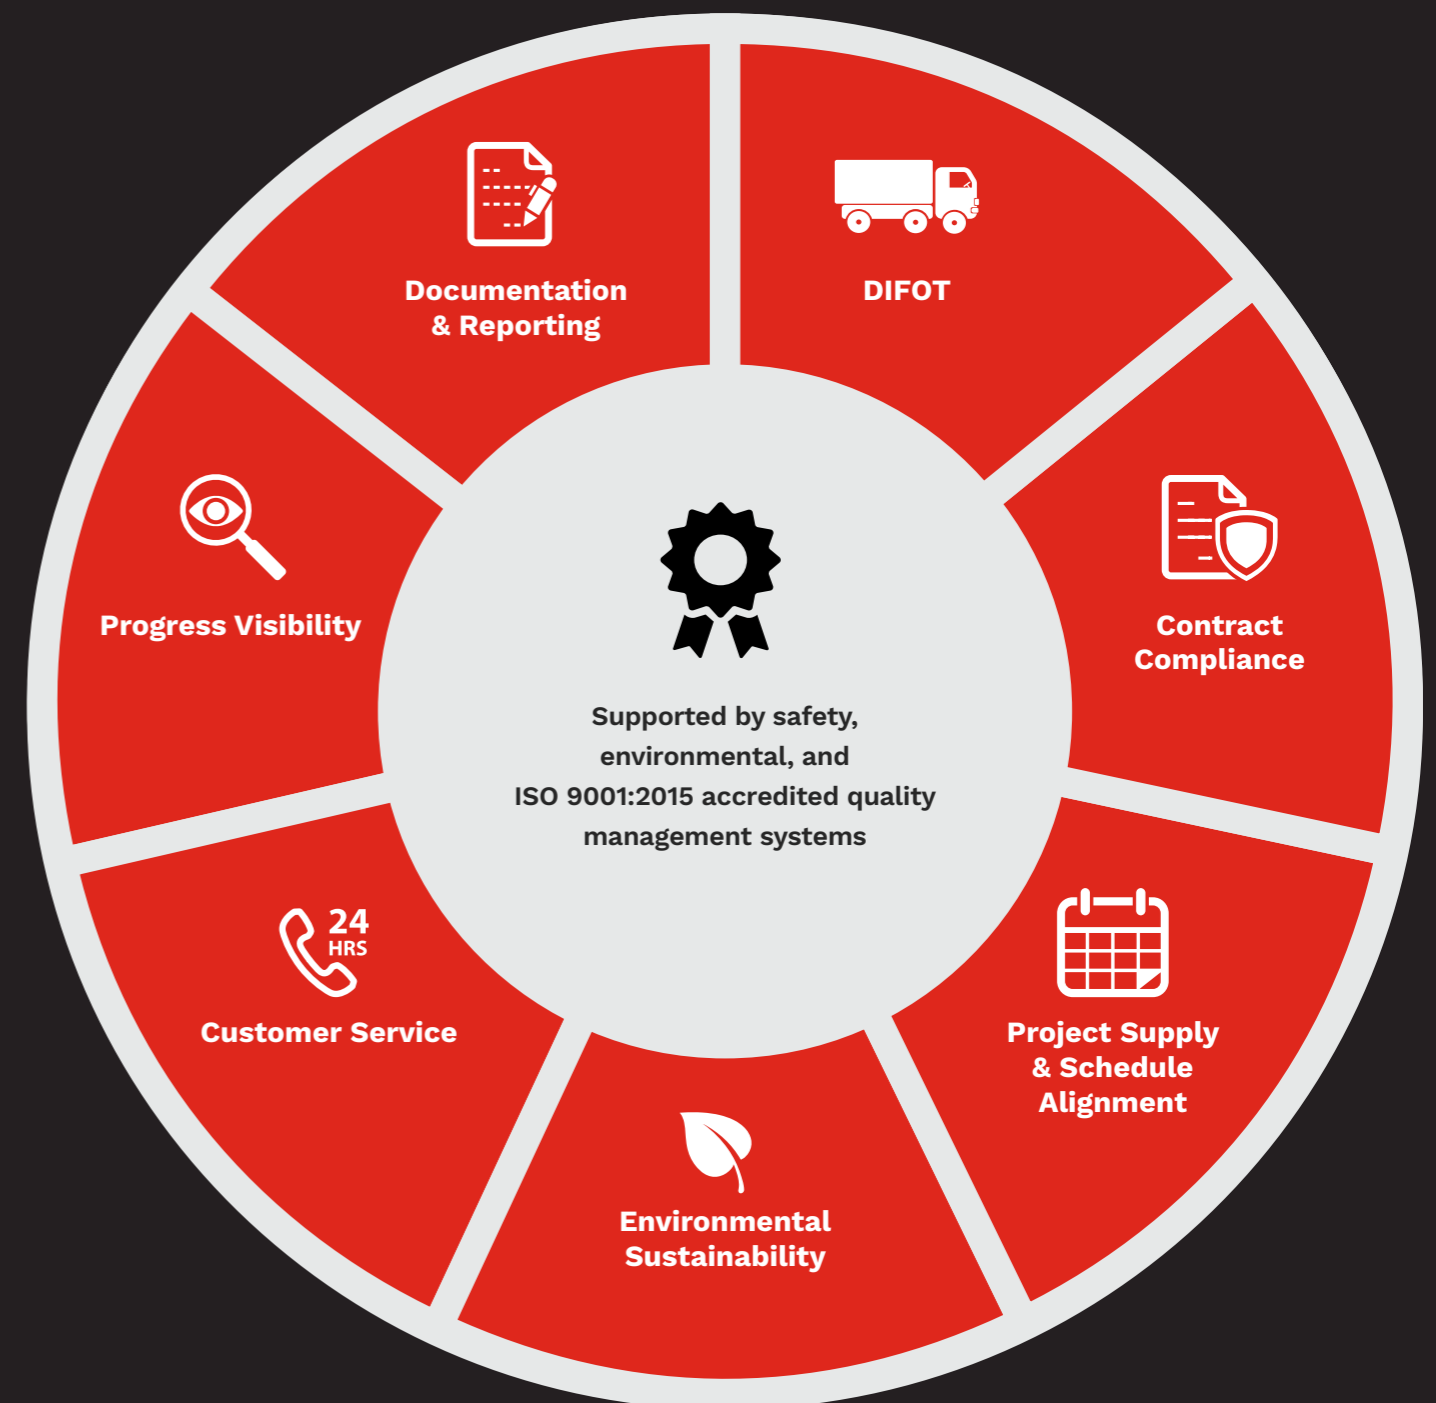 Documentation
& Reporting
DIFOT
Progress Visibility
Contract
Compliance
Supported by safety,
environmental, and
ISO 9001:2015 accredited quality
management systems
24
HRS
Customer Service
Project Supply
& Schedule
Alignment
Environmental
Sustainability